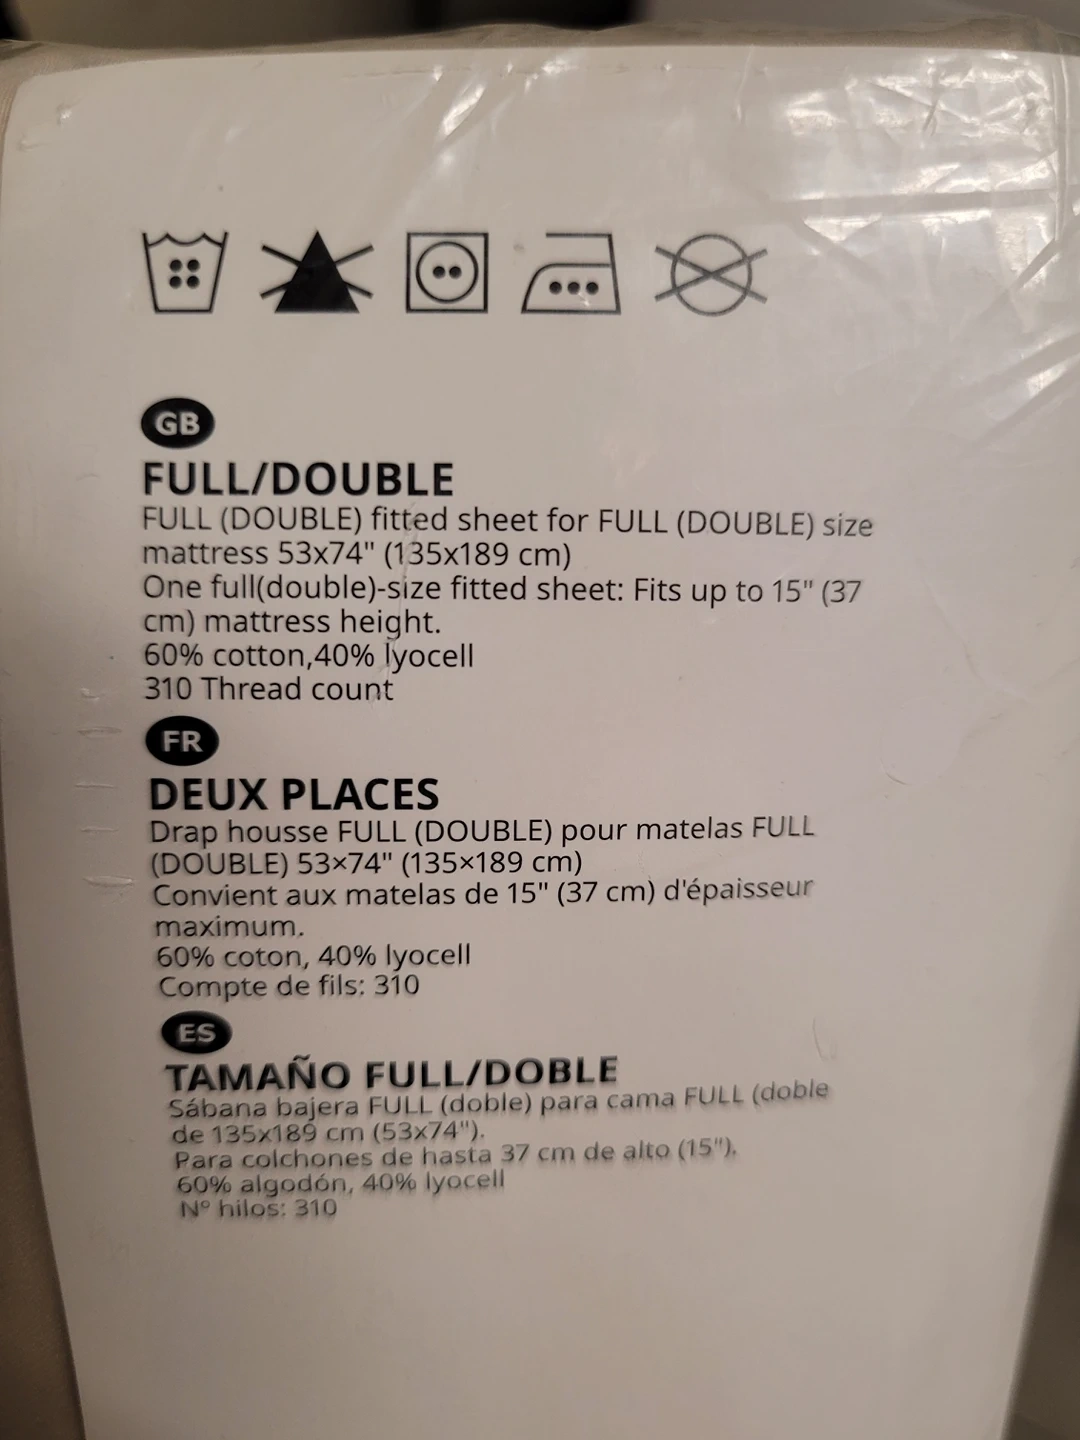 GB
FULL/DOUBLE
FULL (DOUBLE) fitted sheet for FULL (DOUBLE) size
mattress 53x74" (135x189 cm)
One full(double)-size fitted sheet: Fits up to 15" (37
cm) mattress height.
60% cotton,40% lyocell
310 Thread count
FR
DEUX PLACES
Drap housse FULL (DOUBLE) pour matelas FULL
(DOUBLE) 53×74" (135×189 cm)
Convient aux matelas de 15" (37 cm) d'épaisseur
maximum.
60% coton, 40% lyocell
Compte de fils: 310
ES
TAMAÑO FULL/DOBLE
Sábana bajera FULL (doble) para cama FULL (doble
de 135x189 cm (53x74").
Para colchones de hasta 37 cm de alto (15").
60% algodón, 40% lyocell
Nº hilos: 310